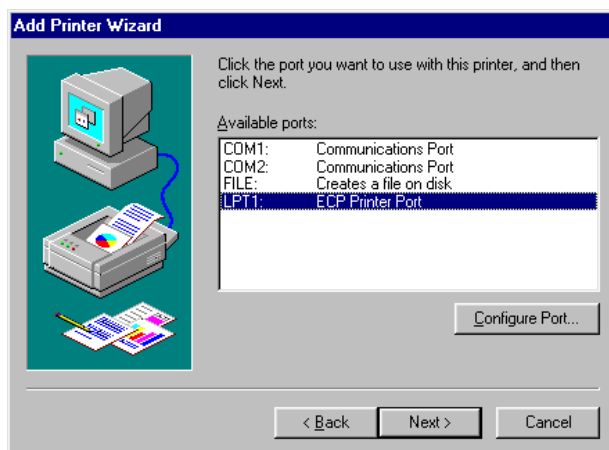 Add Printer Wizard
Click the port you want to use with this printer, and then
click Next.
Available ports:
COM1: Communications Port
COM2: Communications Port
FILE: Creates a file on disk
LPT1: ECP Printer Port
Configure Port...
< Back Next > Cancel